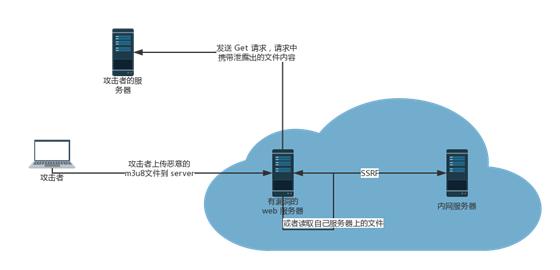 发送 Get 请求，请求中
携带泄露出的文件内容
攻击者的服
务器
攻击者上传恶意的
m3u8文件到 server
攻击者
SSRF
有漏洞的
web 服务器
内网服务器
或者读取自己服务器上的文件